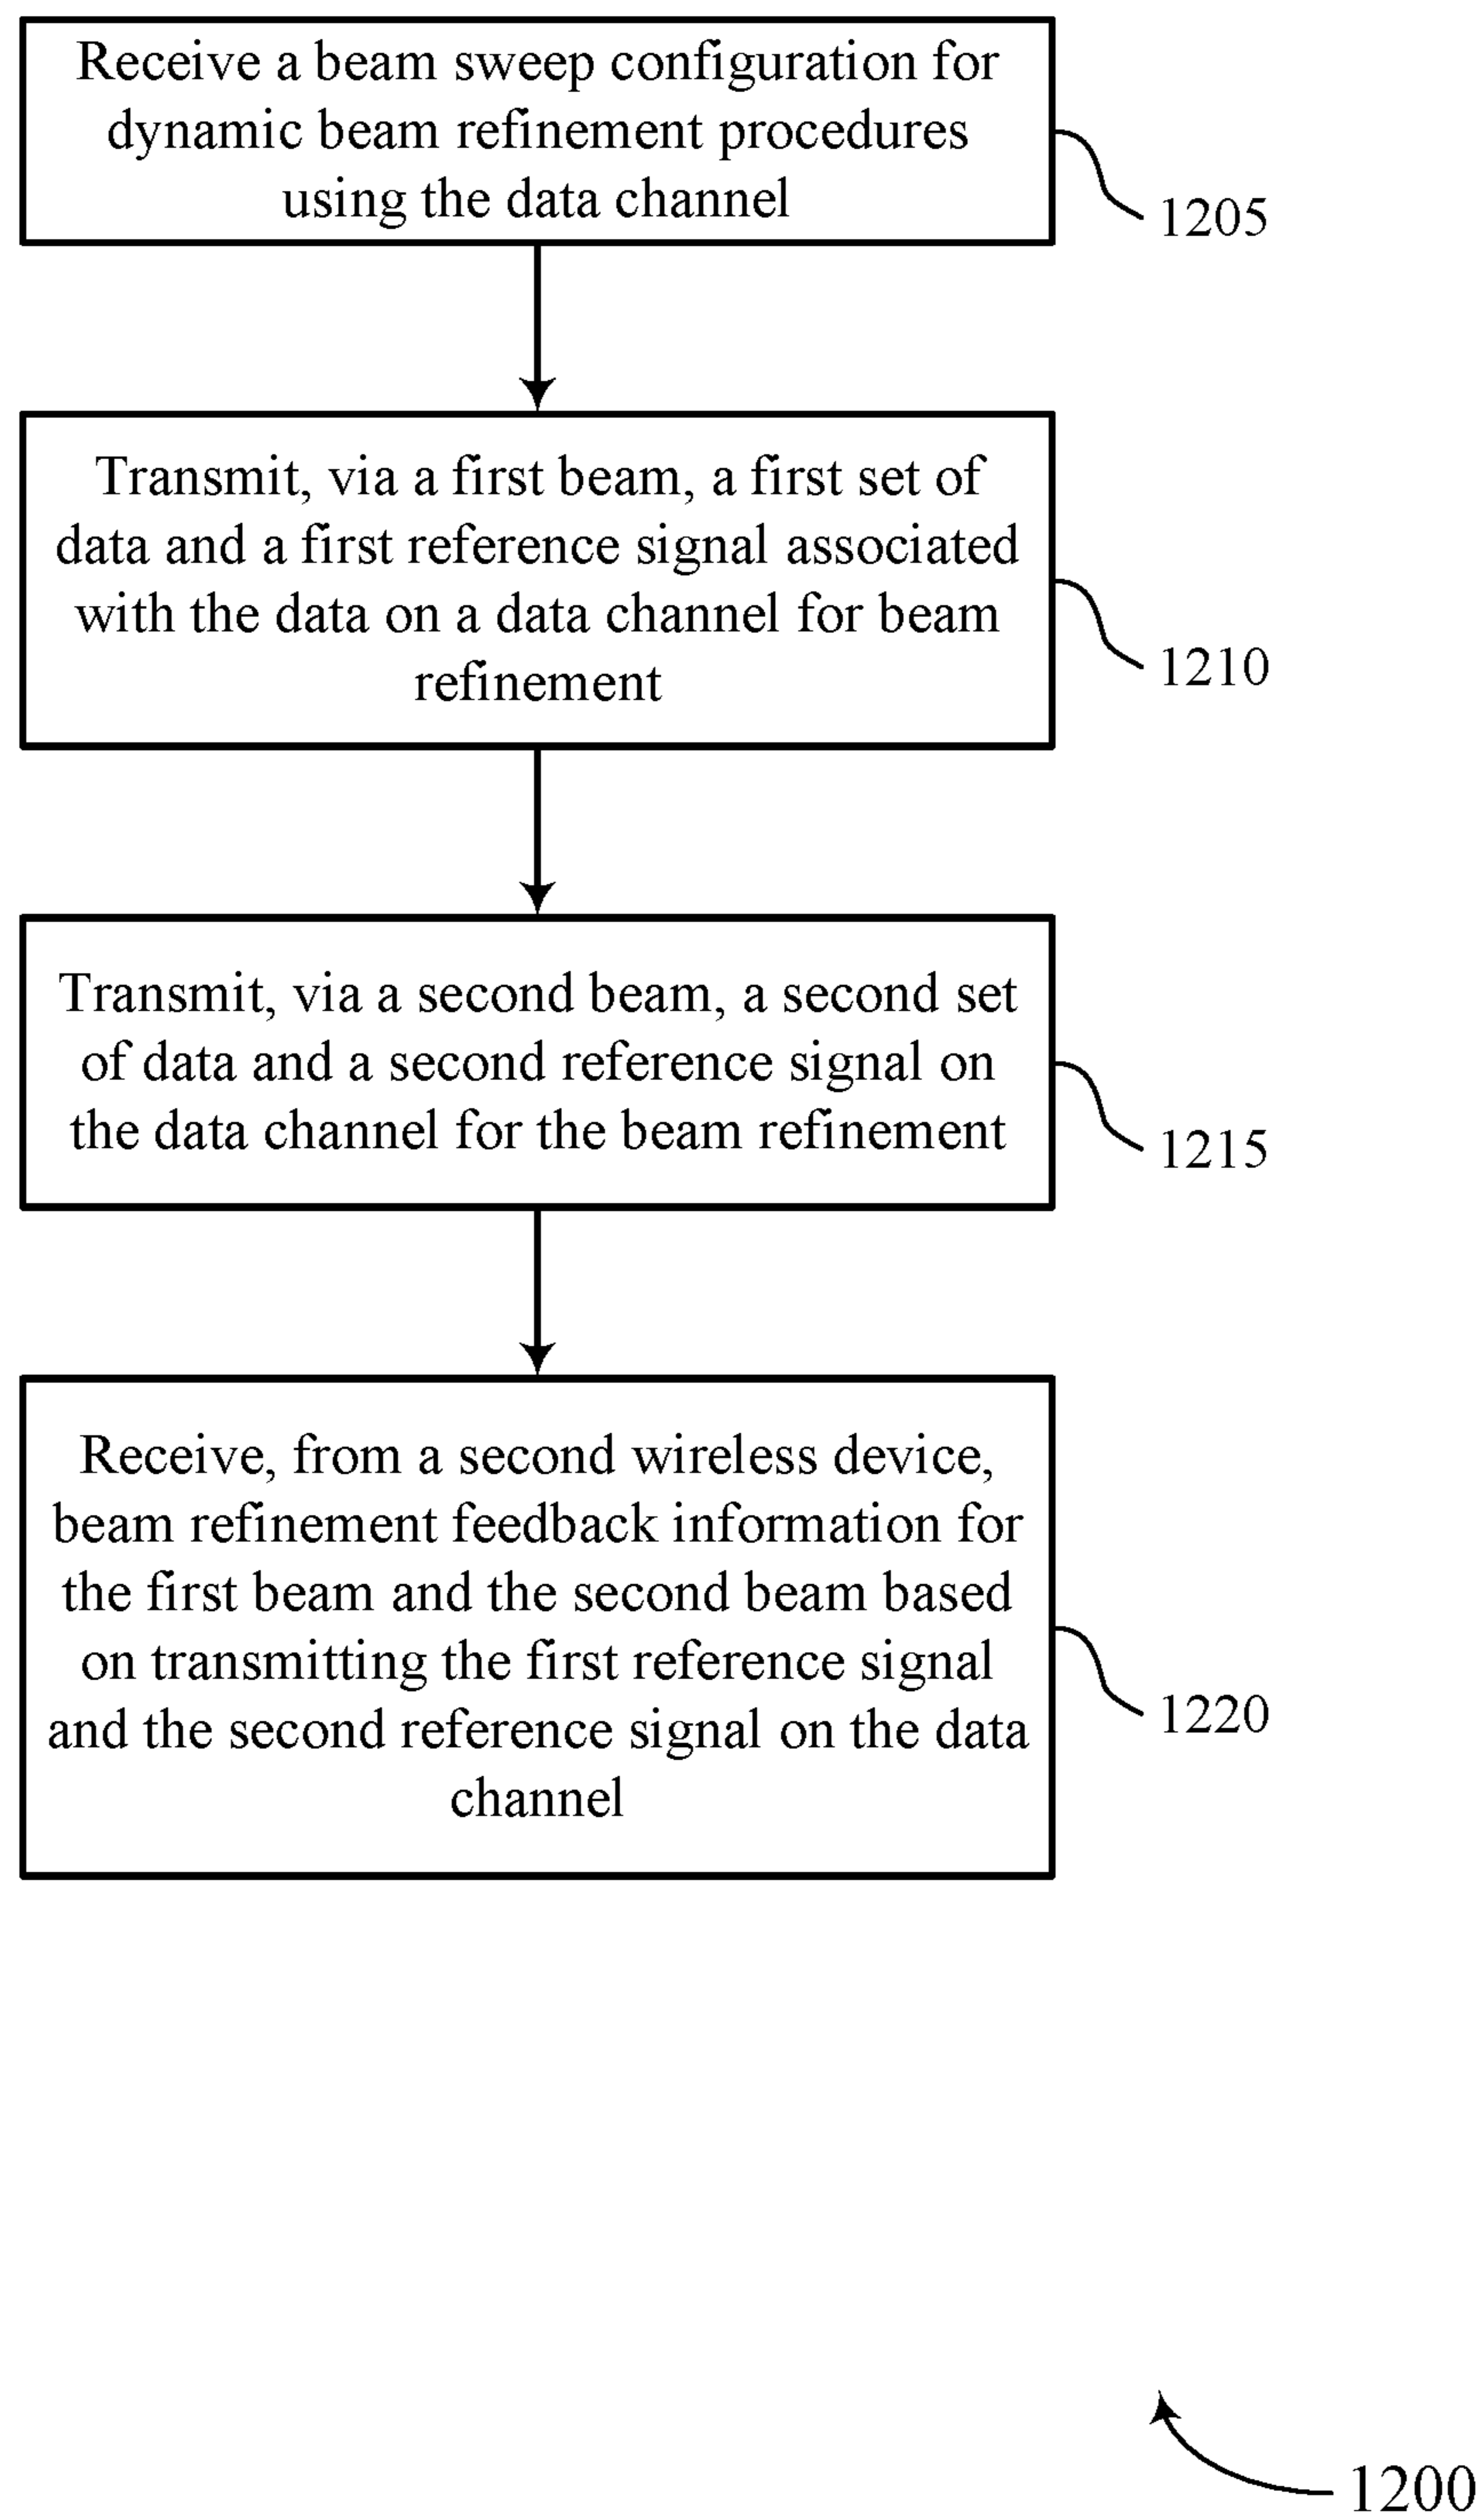 Receive a beam sweep configuration for
dynamic beam refinement procedures
using the data channel
1205
Transmit, via a first beam, a first set of
data and a first reference signal associated
with the data on a data channel for beam
refinement
1210
Transmit, via a second beam, a second set
of data and a second reference signal on
the data channel for the beam refinement
1215
Receive, from a second wireless device,
beam refinement feedback information for
the first beam and the second beam based
on transmitting the first reference signal
and the second reference signal on the data
channel
1220
1200